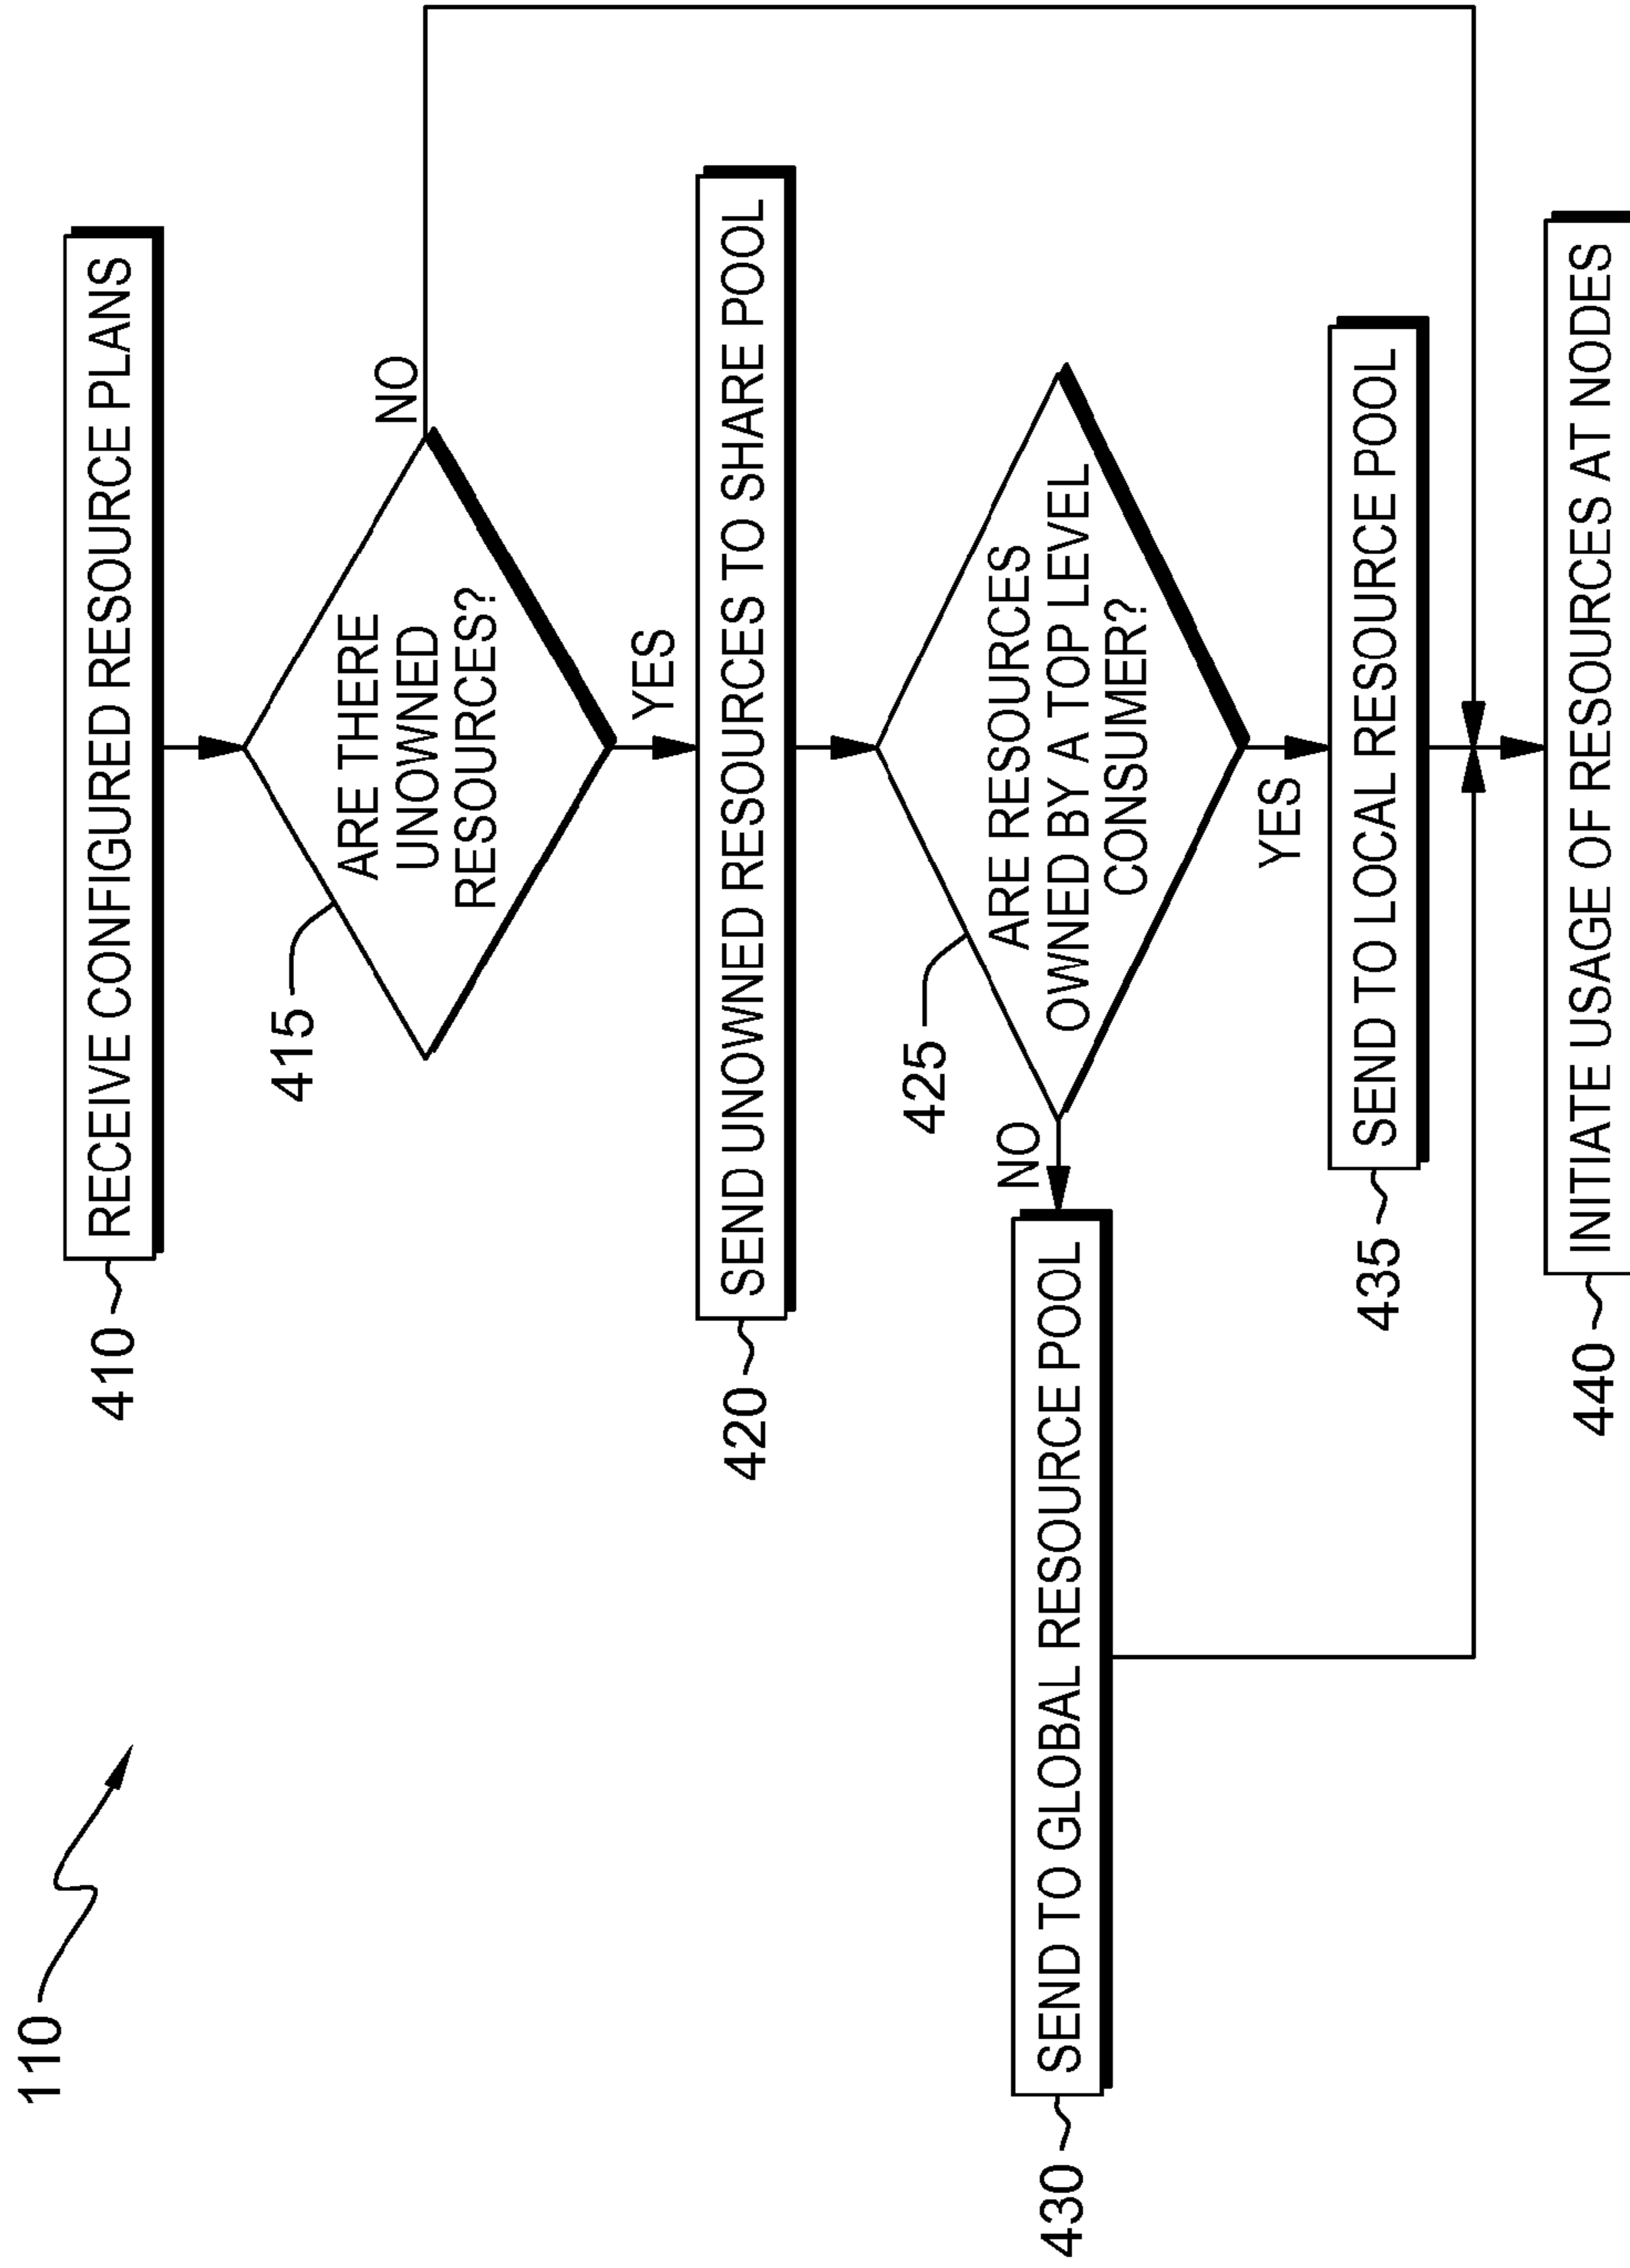 110
410
RECEIVE CONFIGURED RESOURCE PLANS
415
ARE THERE
UNOWNED
RESOURCES?
NO
YES
420
SEND UNOWNED RESOURCES TO SHARE POOL
425
ARE RESOURCES
OWNED BY A TOP LEVEL
CONSUMER?
NO
YES
430
SEND TO GLOBAL RESOURCE POOL
435
SEND TO LOCAL RESOURCE POOL
440
INITIATE USAGE OF RESOURCES AT NODES